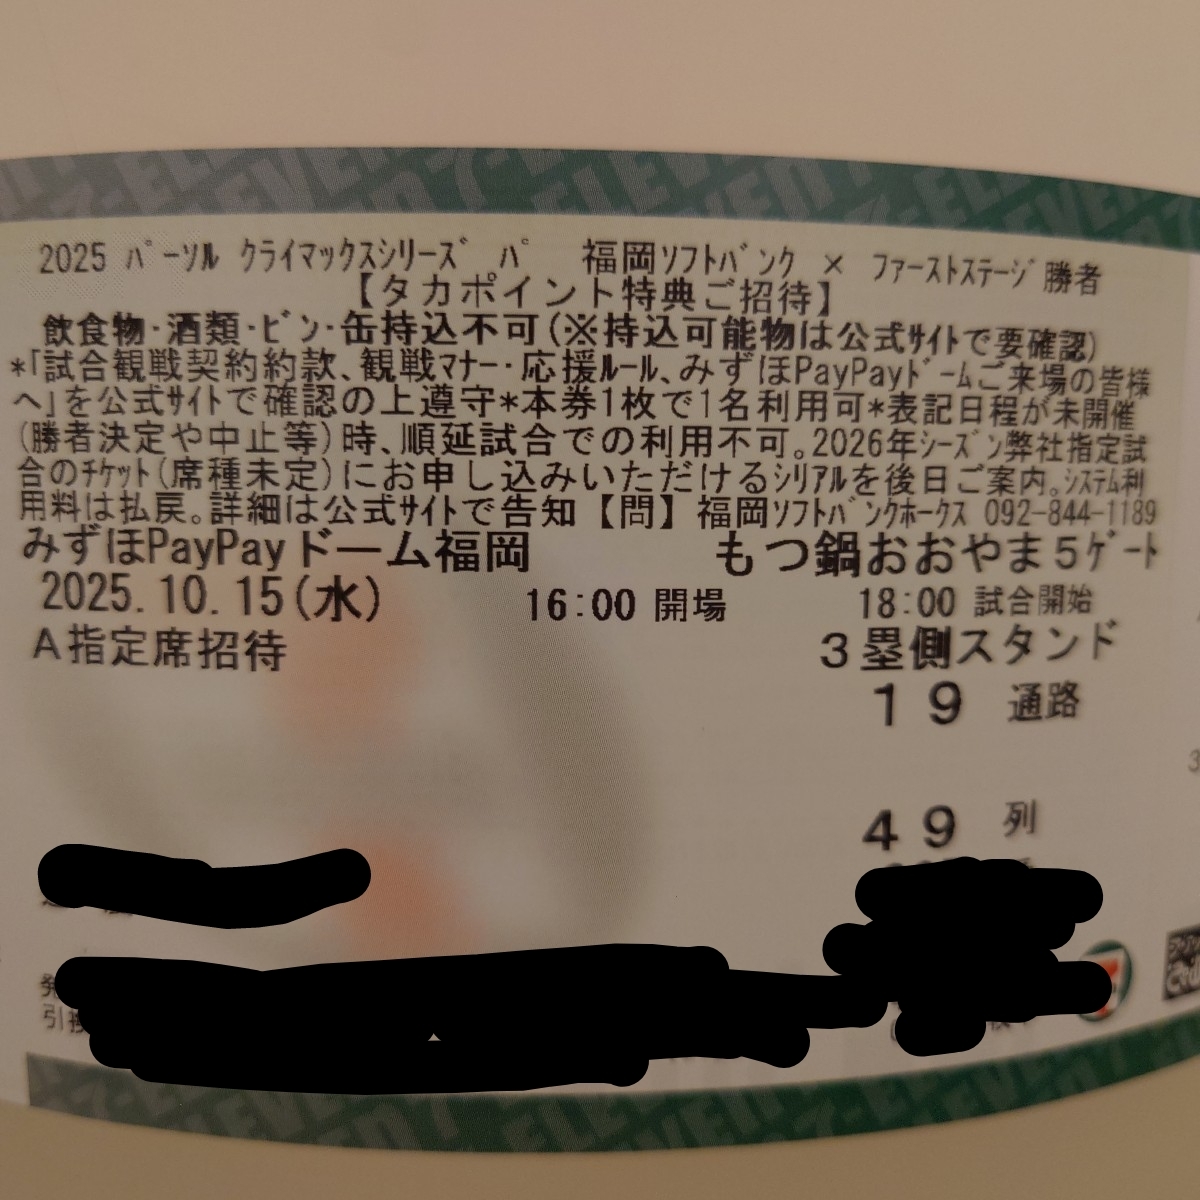 2025 パーソル クライマックスシリーズ パ 福岡ソフトバンク × ファーストステージ勝者
【タカポイント特典ご招待】
飲食物・酒類・ビン・缶持込不可(※持込可能物は公式サイトで要確認)
*「試合観戦契約約款、観戦マナー・応援ルール、みずほPayPayドームご来場の皆様
へ」を公式サイトで確認の上遵守*本券1枚で1名利用可*表記日程が未開催
(勝者決定や中止等)時、順延試合での利用不可。2026年シーズン弊社指定試
合のチケット(席種未定)にお申し込みいただけるシリアルを後日ご案内。システム利
用料は払戻。詳細は公式サイトで告知【問】福岡ソフトバンクホークス 092-844-1189
みずほPayPayドーム福岡 もつ鍋おおやま5ゲート
2025.10.15(水) 16:00 開場 18:00 試合開始
A指定席招待 3塁側スタンド
19 通路
49 列